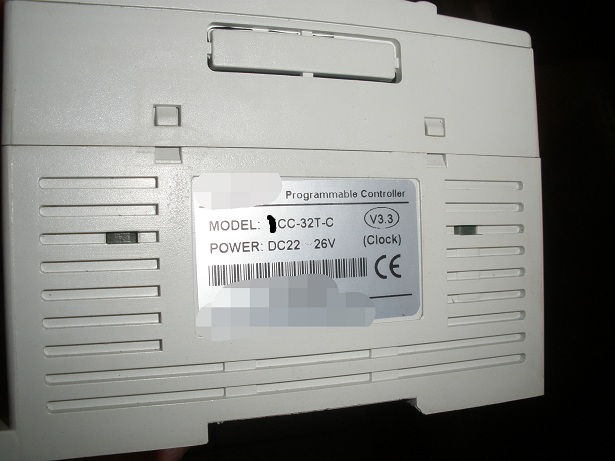 Programmable Controller
MODEL: CC-32T-C
V3.3
POWER: DC22 26V
(Clock)
CE